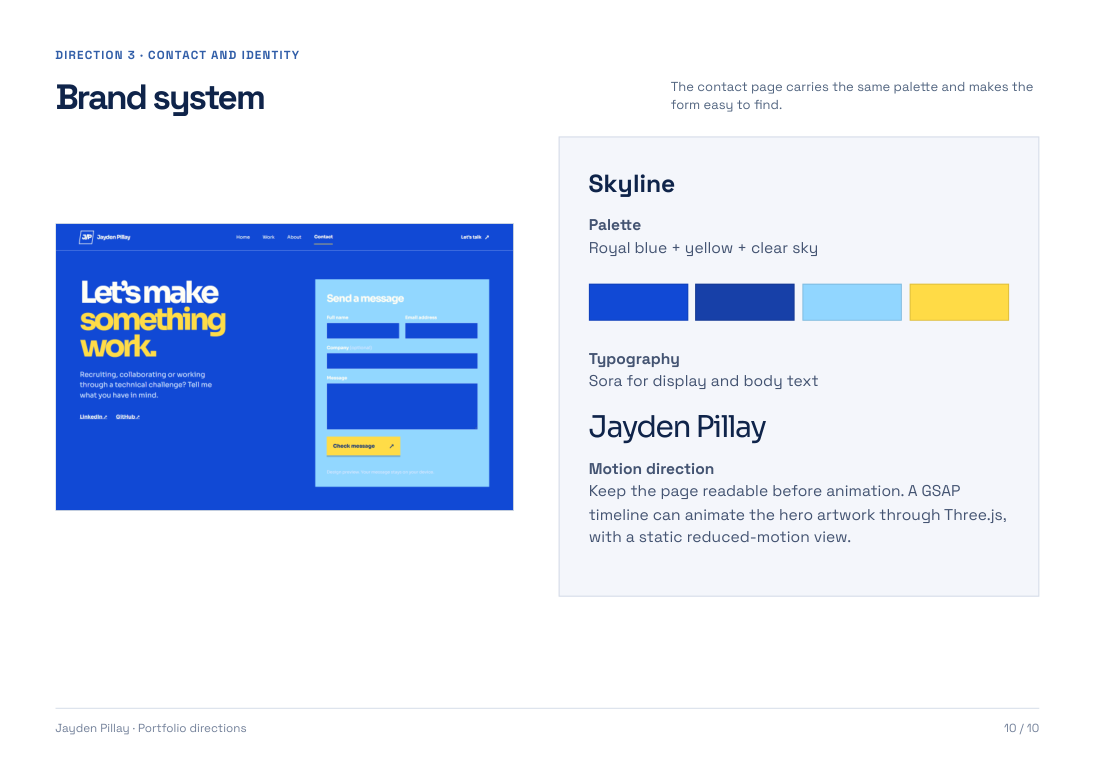 DIRECTION 3 · CONTACT AND IDENTITY
Brand system
The contact page carries the same palette and makes the
form easy to find.
J/P Jayden Pillay
Home Work About Contact
Let's talk ↗
Let's make
something
work.
Recruiting, collaborating or working
through a technical challenge? Tell me
what you have in mind.
LinkedIn ↗ GitHub ↗
Send a message
Full name Email address
Company
Message
Check message ↗
Skyline
Palette
Royal blue + yellow + clear sky
Typography
Sora for display and body text
Jayden Pillay
Motion direction
Keep the page readable before animation. A GSAP
timeline can animate the hero artwork through Three.js,
with a static reduced-motion view.
Jayden Pillay · Portfolio directions
10 / 10